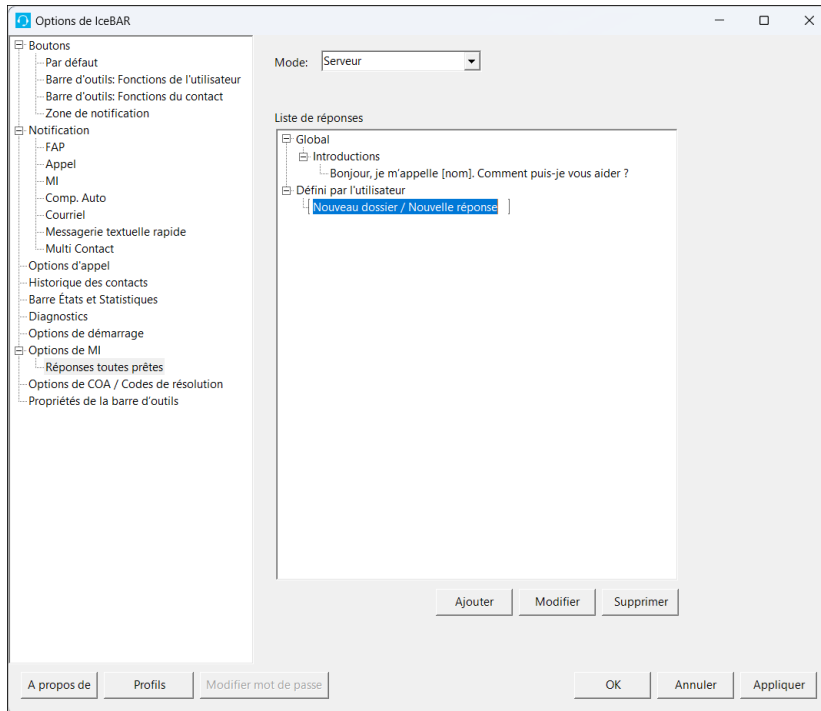 Options de IceBAR
Boutons
Par défaut
Barre d'outils: Fonctions de l'utilisateur
Barre d'outils: Fonctions du contact
Zone de notification
Notification
FAP
Appel
MI
Comp. Auto
Courriel
Messagerie textuelle rapide
Multi Contact
Options d'appel
Historique des contacts
Barre États et Statistiques
Diagnostics
Options de démarrage
Options de MI
Réponses toutes prêtes
Options de COA / Codes de résolution
Propriétés de la barre d'outils
Mode: Serveur
Liste de réponses
Global
Introductions
Bonjour, je m'appelle [nom]. Comment puis-je vous aider ?
Défini par l'utilisateur
Nouveau dossier / Nouvelle réponse
Ajouter Modifier Supprimer
A propos de Profils Modifier mot de passe OK Annuler Appliquer